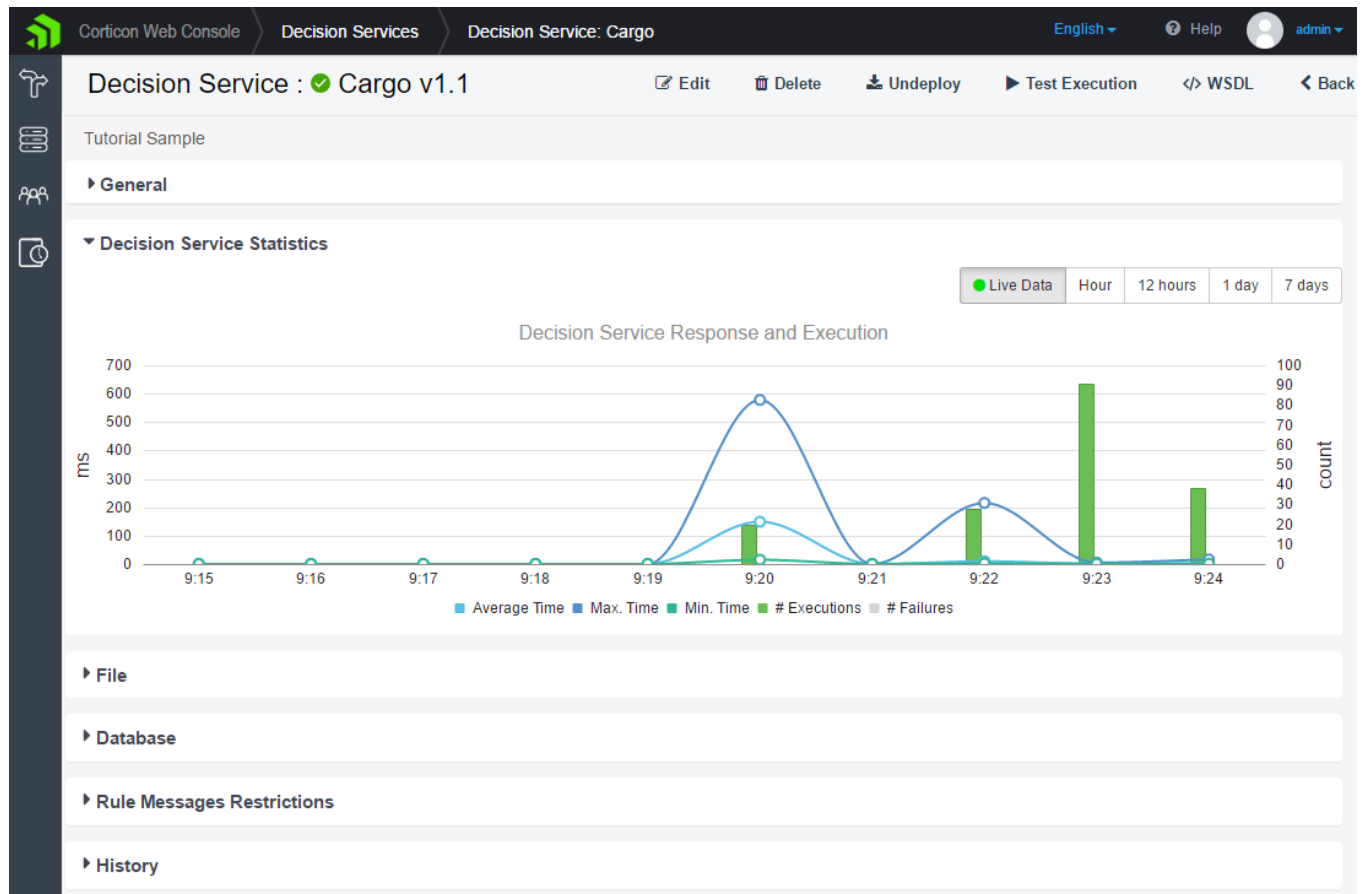 Corticon Web Console Decision Services Decision Service: Cargo English Help admin
Decision Service : Cargo v1.1 Edit Delete Undeploy Test Execution </> WSDL Back
Tutorial Sample
General
Decision Service Statistics
Live Data Hour 12 hours 1 day 7 days
Decision Service Response and Execution
700 100
600 90
80
500 70
400 60
ms 300 50 count
40
200 30
100 20
10
0 0
9:15 9:16 9:17 9:18 9:19 9:20 9:21 9:22 9:23 9:24
Average Time Max. Time Min. Time # Executions # Failures
File
Database
Rule Messages Restrictions
History